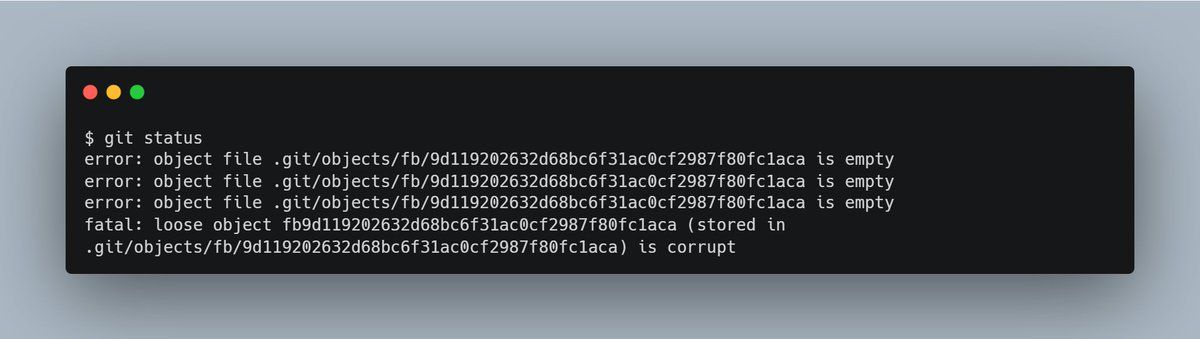 $ git status
error: object file .git/objects/fb/9d119202632d68bc6f31ac0cf2987f80fc1aca is empty
error: object file .git/objects/fb/9d119202632d68bc6f31ac0cf2987f80fc1aca is empty
error: object file .git/objects/fb/9d119202632d68bc6f31ac0cf2987f80fc1aca is empty
fatal: loose object fb9d119202632d68bc6f31ac0cf2987f80fc1aca (stored in
.git/objects/fb/9d119202632d68bc6f31ac0cf2987f80fc1aca) is corrupt